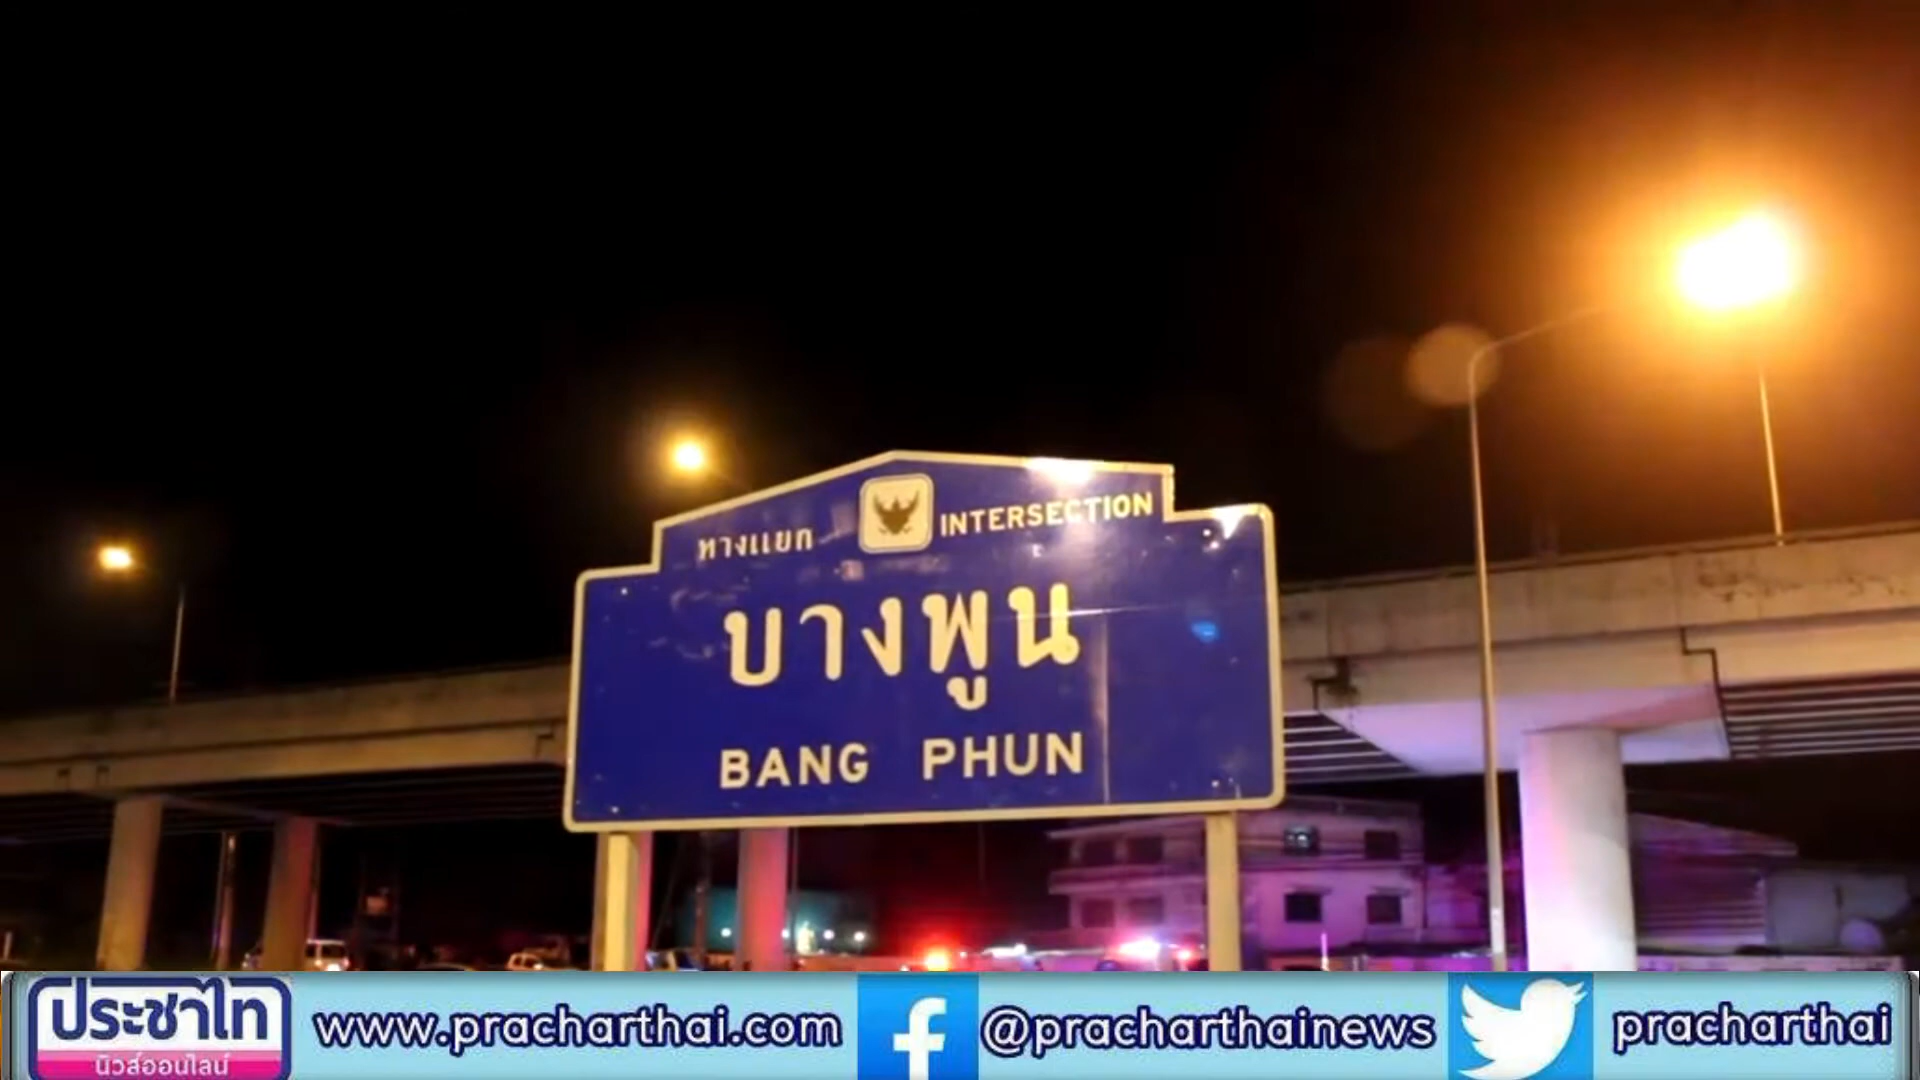 ทางแยก INTERSECTION
บางพูน
BANG PHUN
ประชาไท
นิวส์ออนไลน์
www.pracharthai.com
@pracharthainews
pracharthai